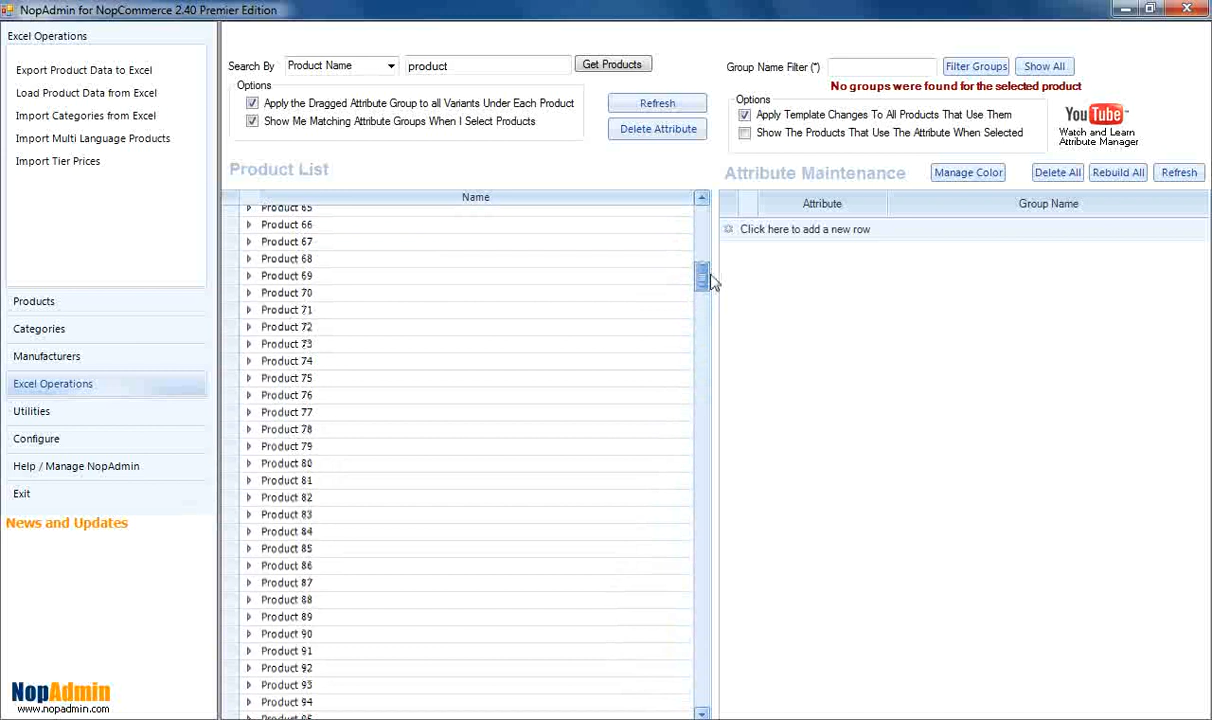 NopAdmin for NopCommerce 2.40 Premier Edition
Excel Operations
Export Product Data to Excel
Load Product Data from Excel
Import Categories from Excel
Import Multi Language Products
Import Tier Prices
Products
Categories
Manufacturers
Excel Operations
Utilities
Configure
Help / Manage NopAdmin
Exit
News and Updates
NopAdmin
www.nopadmin.com
Search By Product Name product Get Products
Options
Apply the Dragged Attribute Group to all Variants Under Each Product
Show Me Matching Attribute Groups When I Select Products
Refresh
Delete Attribute
Product List
Name
Product 65
Product 66
Product 67
Product 68
Product 69
Product 70
Product 71
Product 72
Product 73
Product 74
Product 75
Product 76
Product 77
Product 78
Product 79
Product 80
Product 81
Product 82
Product 83
Product 84
Product 85
Product 86
Product 87
Product 88
Product 89
Product 90
Product 91
Product 92
Product 93
Product 94
Product 95
Group Name Filter (*) Filter Groups Show All
No groups were found for the selected product
Options
Apply Template Changes To All Products That Use Them
Show The Products That Use The Attribute When Selected
YouTube
Watch and Learn
Attribute Manager
Attribute Maintenance Manage Color Delete All Rebuild All Refresh
Attribute Group Name
Click here to add a new row